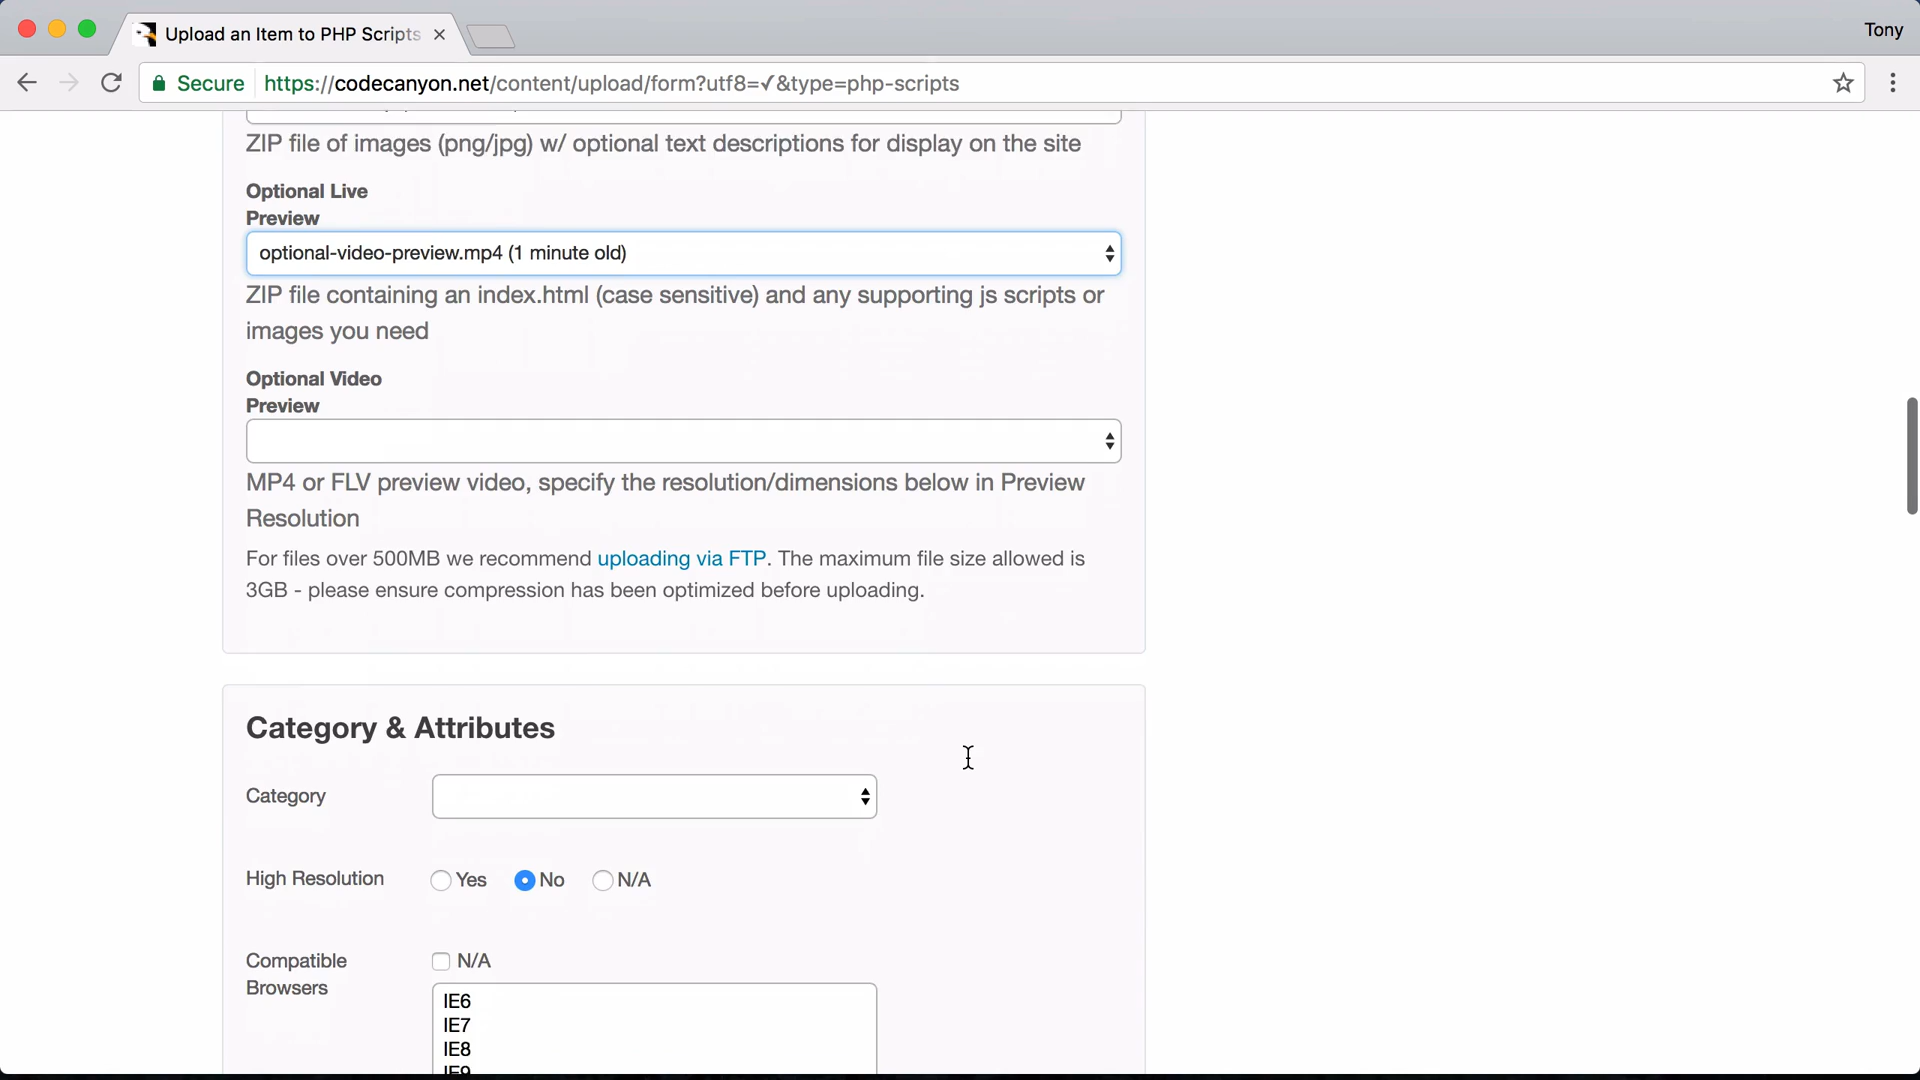 Upload an Item to PHP Scripts
Tony
Secure https://codecanyon.net/content/upload/form?utf8=✓&type=php-scripts
ZIP file of images (png/jpg) w/ optional text descriptions for display on the site
Optional Live
Preview
optional-video-preview.mp4 (1 minute old)
ZIP file containing an index.html (case sensitive) and any supporting js scripts or
images you need
Optional Video
Preview
MP4 or FLV preview video, specify the resolution/dimensions below in Preview
Resolution
For files over 500MB we recommend uploading via FTP. The maximum file size allowed is
3GB - please ensure compression has been optimized before uploading.
Category & Attributes
Category
High Resolution Yes No N/A
Compatible
Browsers
N/A
IE6
IE7
IE8
IE9